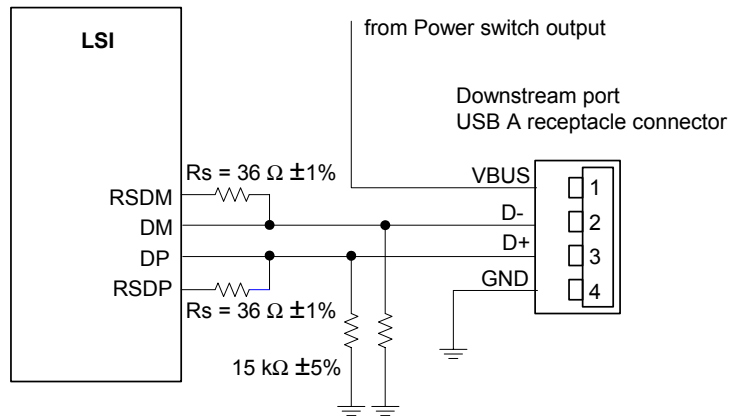 LSI
from Power switch output
Downstream port
USB A receptacle connector
Rs = 36 Ω ±1%
VBUS
1
RSDM
D-
2
DM
D+
3
DP
GND
4
RSDP
Rs = 36 Ω ±1%
15 kΩ ±5%